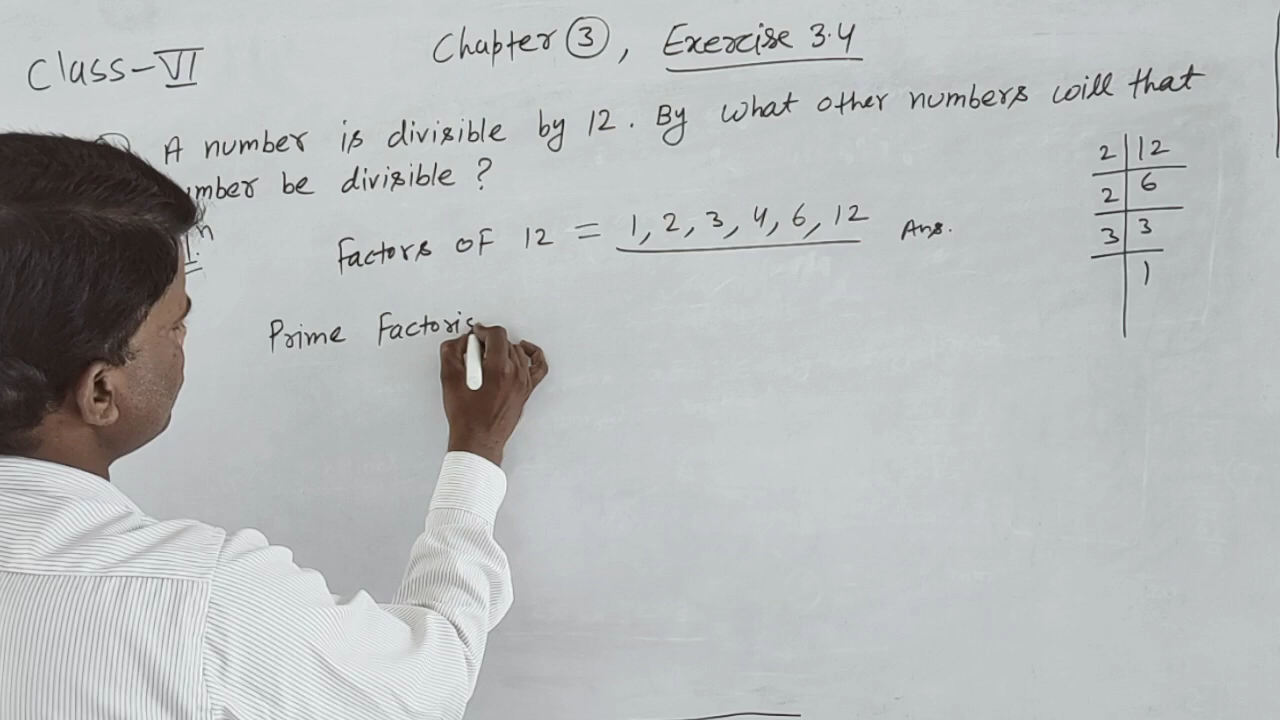 Class-VI
Chapter 3, Exercise 3.4
A number is divisible by 12. By what other numbers will that
be divisible ?
Factors of 12 = 1, 2, 3, 4, 6, 12 Ans.
Prime Factoris
2 12
2 6
3 3
1